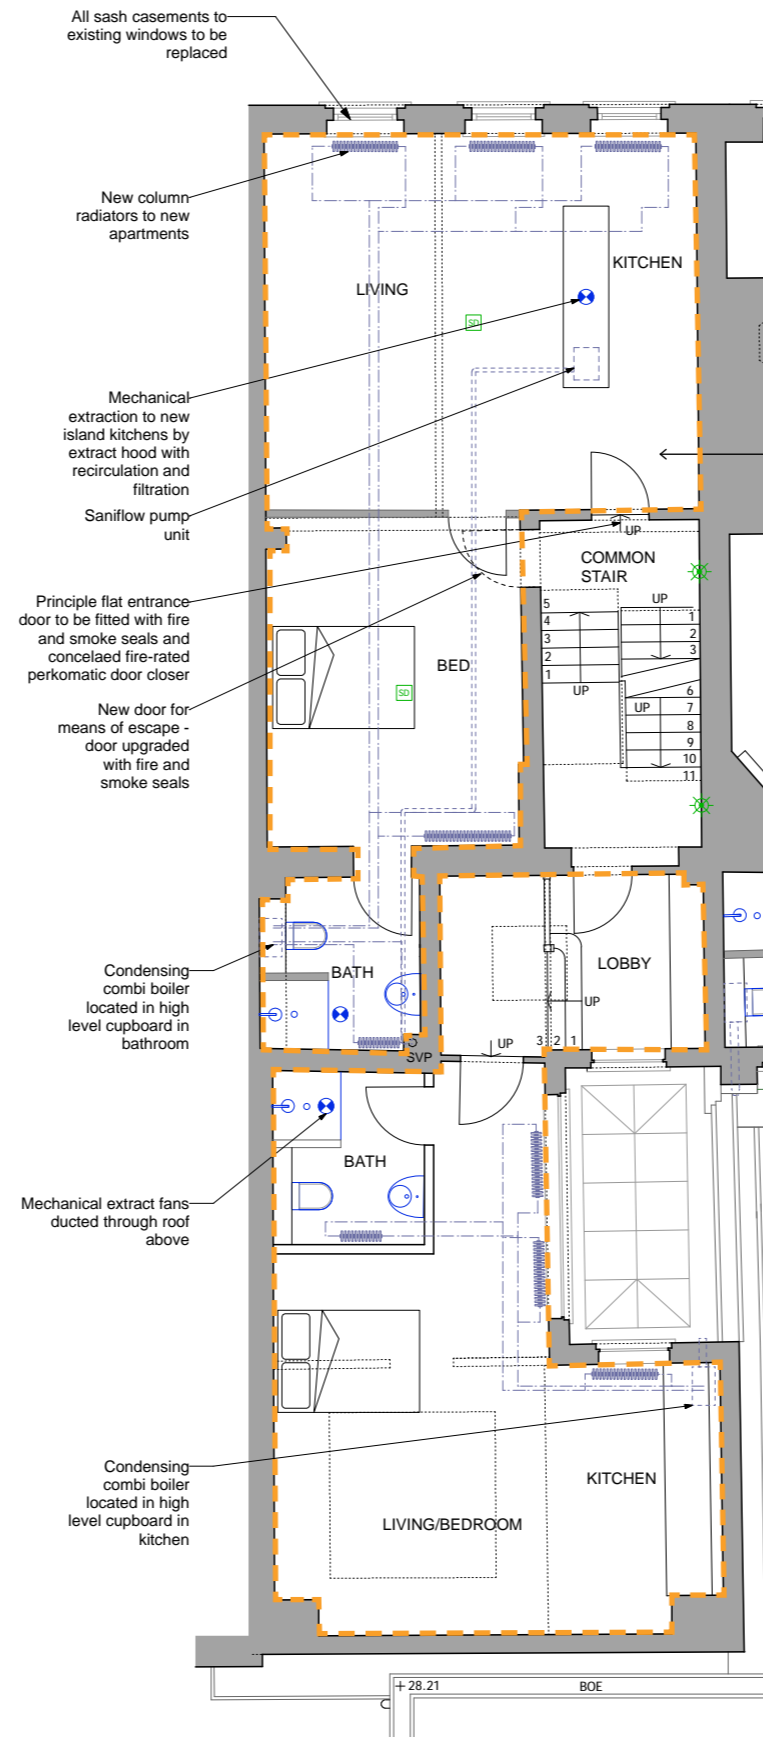 All sash casements to
existing windows to be
replaced
New column
radiators to new
apartments
KITCHEN
LIVING
SD
Mechanical
extraction to new
island kitchens by
extract hood with
recirculation and
filtration
Saniflow pump
unit
UP
COMMON
STAIR
Principle flat entrance
door to be fitted with fire
and smoke seals and
concelaed fire-rated
perkomatic door closer
UP
5
4
3
2
1
UP
1
2
3
6
7
8
9
10
11
UP
BED
SD
New door for
means of escape -
door upgraded
with fire and
smoke seals
Condensing
combi boiler
located in high
level cupboard in
bathroom
BATH
LOBBY
UP
3 2 1
UP
SVP
BATH
Mechanical extract fans
ducted through roof
above
Condensing
combi boiler
located in high
level cupboard in
kitchen
KITCHEN
LIVING/BEDROOM
+ 28.21
BOE